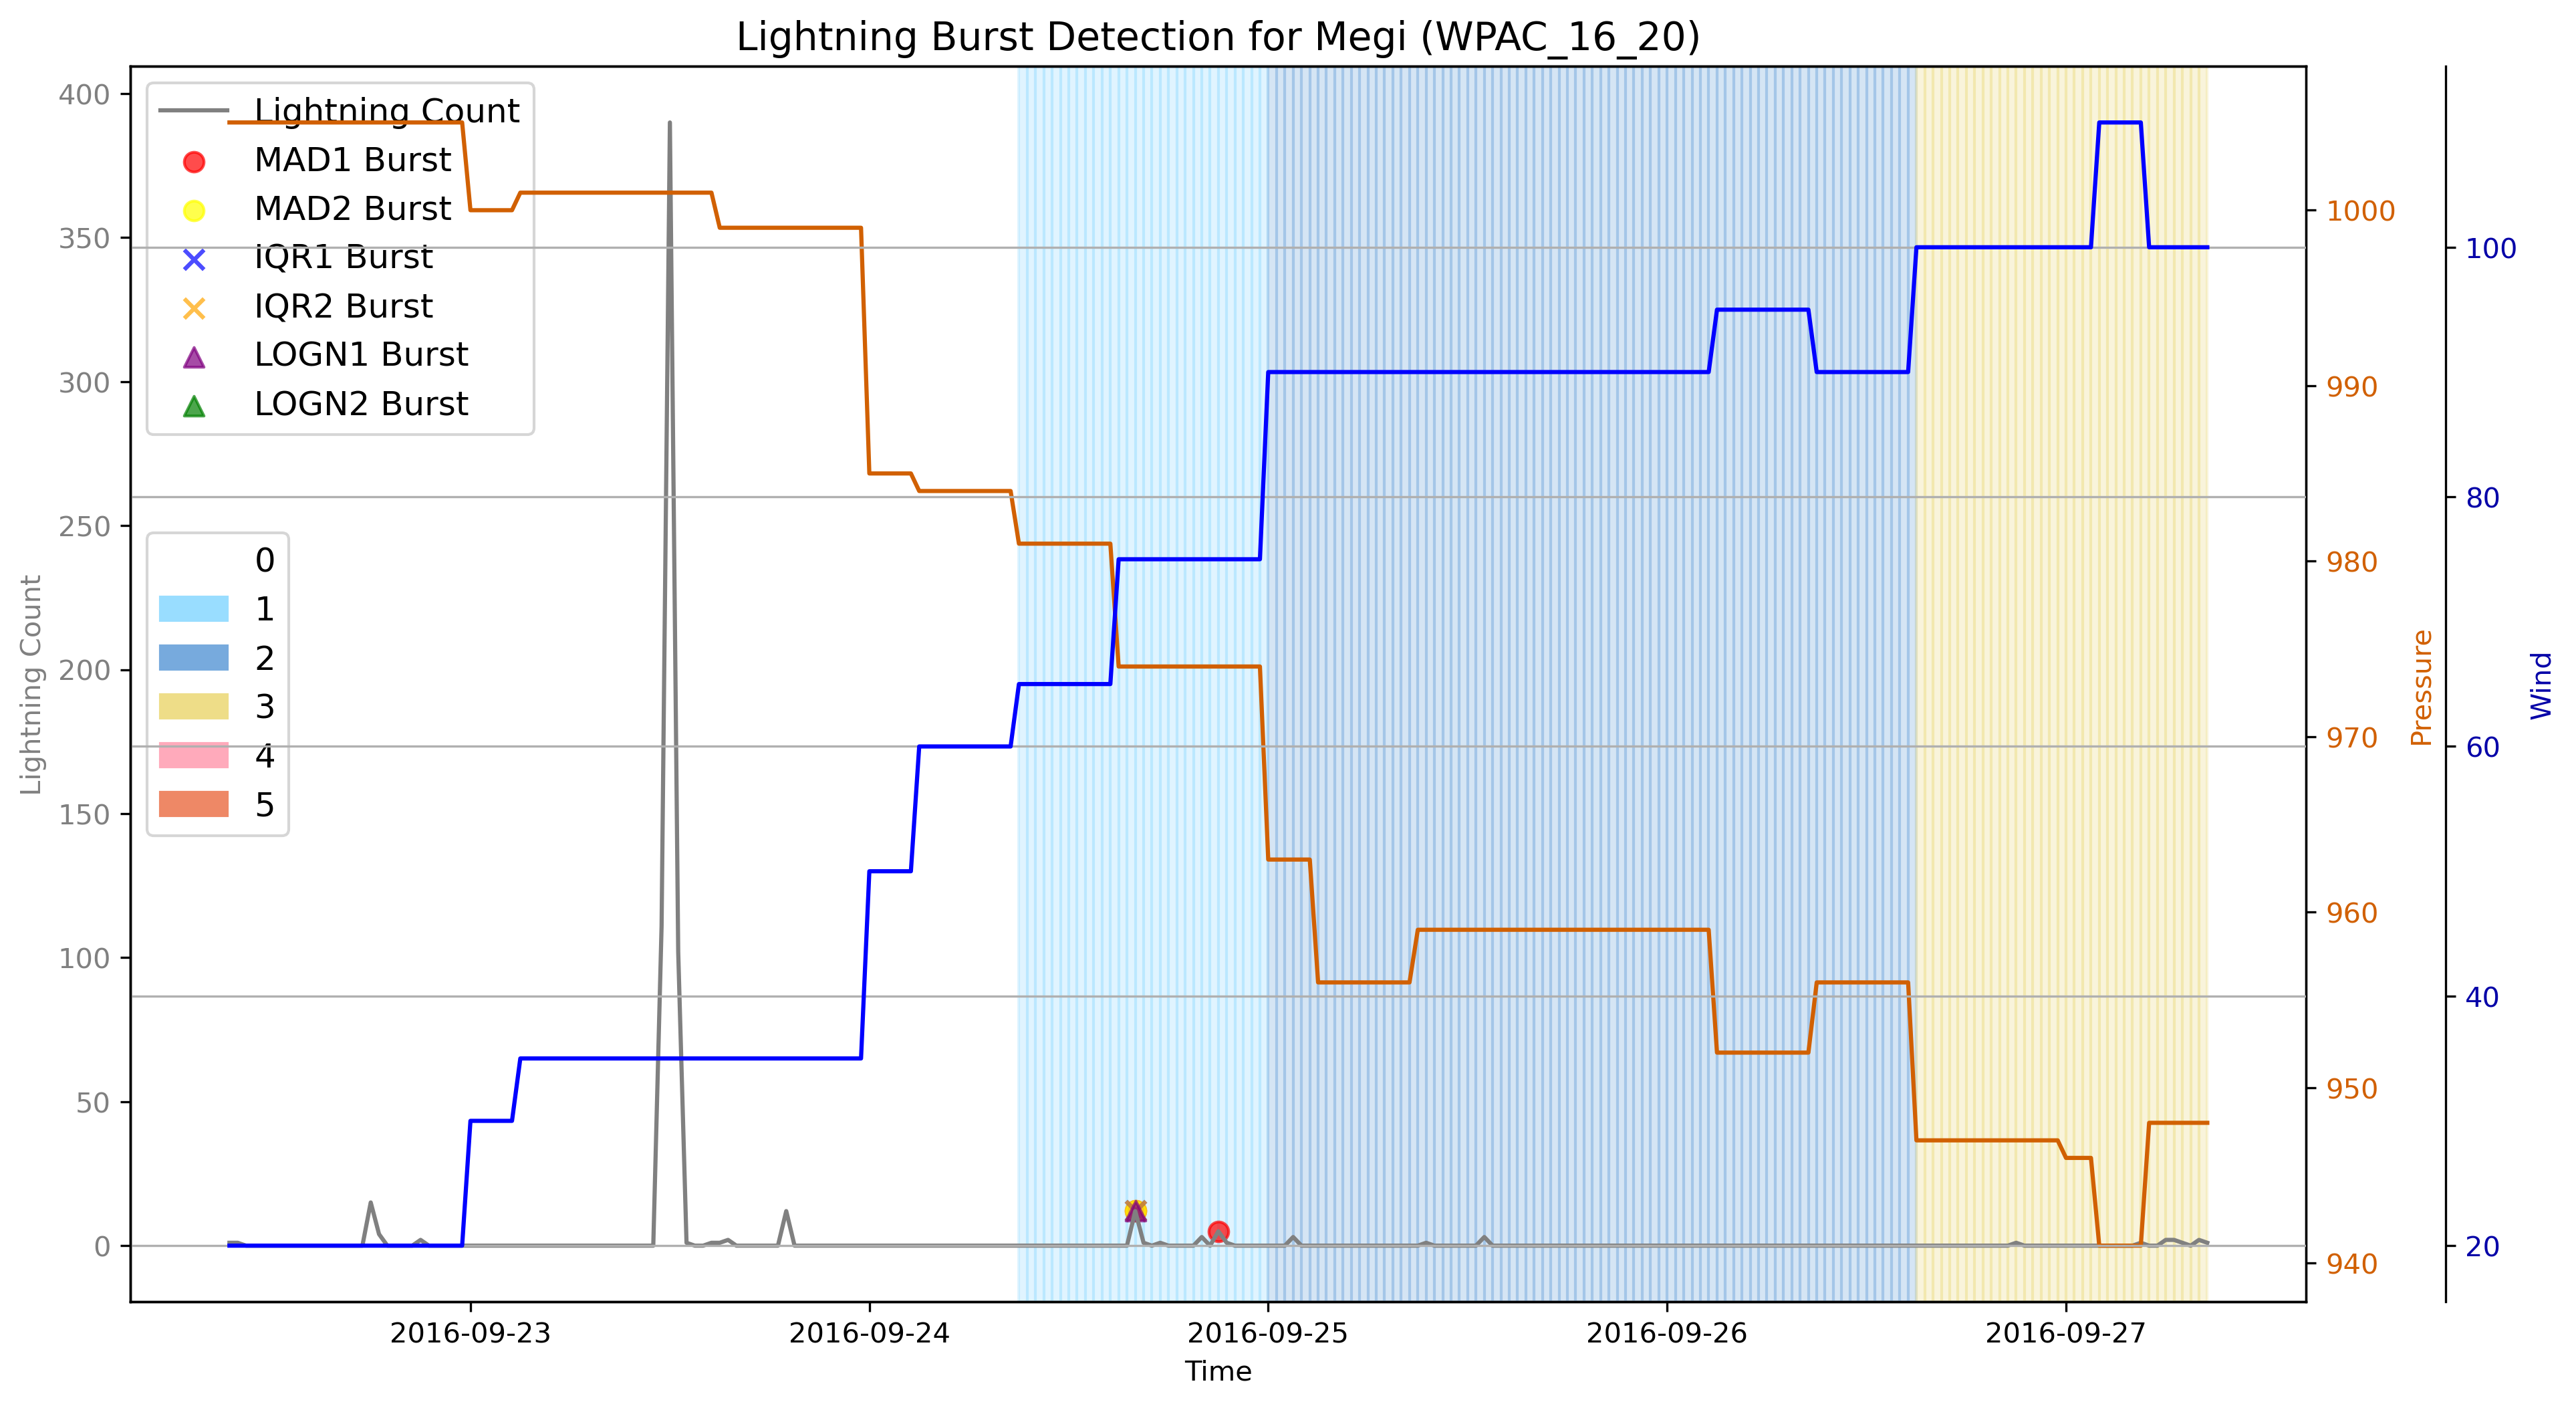 Lightning Burst Detection for Megi (WPAC_16_20)
Lightning Count
MAD1 Burst
MAD2 Burst
IQR1 Burst
IQR2 Burst
LOGN1 Burst
LOGN2 Burst
0
1
2
3
4
5
Lightning Count
400
350
300
250
200
150
100
50
0
1000
990
980
970
960
950
940
Pressure
100
80
60
40
20
Wind
2016-09-23
2016-09-24
2016-09-25
2016-09-26
2016-09-27
Time